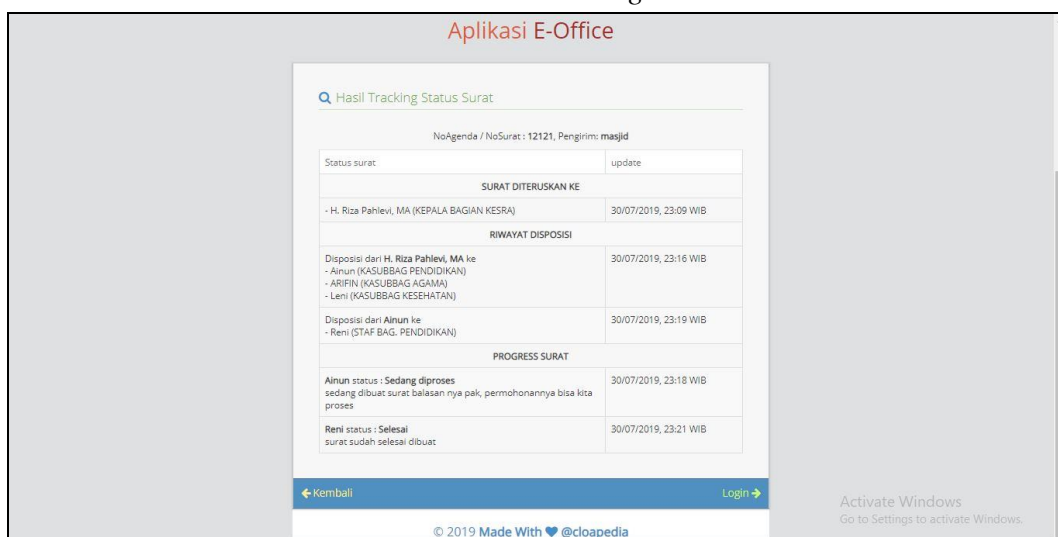 Aplikasi E-Office
Hasil Tracking Status Surat
NoAgenda / NoSurat : 12121, Pengirim: masjid
Status surat update
SURAT DITERUSKAN KE
- H. Riza Pahlevi, MA (KEPALA BAGIAN KESRA) 30/07/2019, 23:09 WIB
RIWAYAT DISPOSISI
Disposisi dari H. Riza Pahlevi, MA ke 30/07/2019, 23:16 WIB
- Ainun (KASUBBAG PENDIDIKAN)
- ARIFIN (KASUBBAG AGAMA)
- Leni (KASUBBAG KESEHATAN)
Disposisi dari Ainun ke 30/07/2019, 23:19 WIB
- Reni (STAF BAG. PENDIDIKAN)
PROGRESS SURAT
Ainun status : Sedang diproses 30/07/2019, 23:18 WIB
sedang dibuat surat balasan nya pak, permohonannya bisa kita
proses
Reni status : Selesai 30/07/2019, 23:21 WIB
surat sudah selesai dibuat
Kembali Login
Activate Windows
Go to Settings to activate Windows.
© 2019 Made With @cloapedia